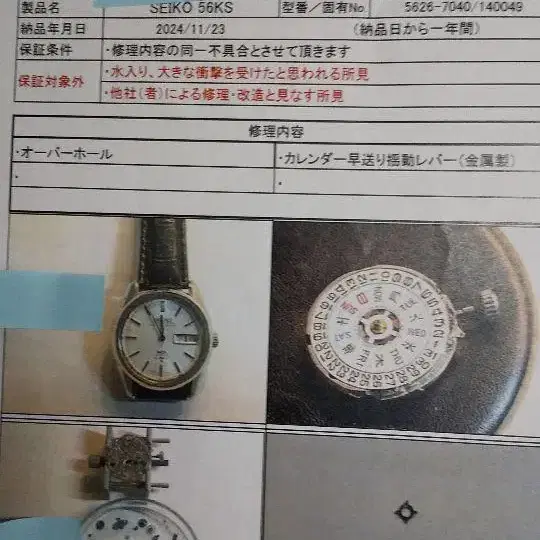 製品名 SEIKO 56KS 型番/固有No. 5626-7040/140049
納品年月日 2024/11/23 (納品日から一年間)
保証条件 ・修理内容の同一不具合とさせて頂きます
保証対象外 ・水入り、大きな衝撃を受けたと思われる所見
・他社(者)による修理・改造と見なす所見
修理内容
・オーバーホール ・カレンダー早送り揺動レバー(金属製)